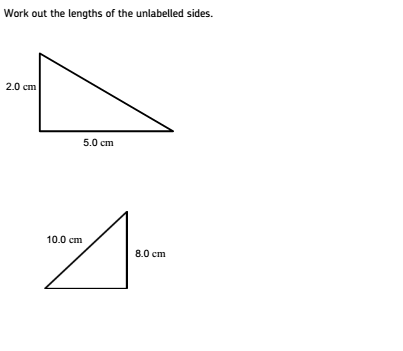 Work out the lengths of the unlabelled sides.
2.0 cm
5.0 cm
10.0 cm
8.0 cm